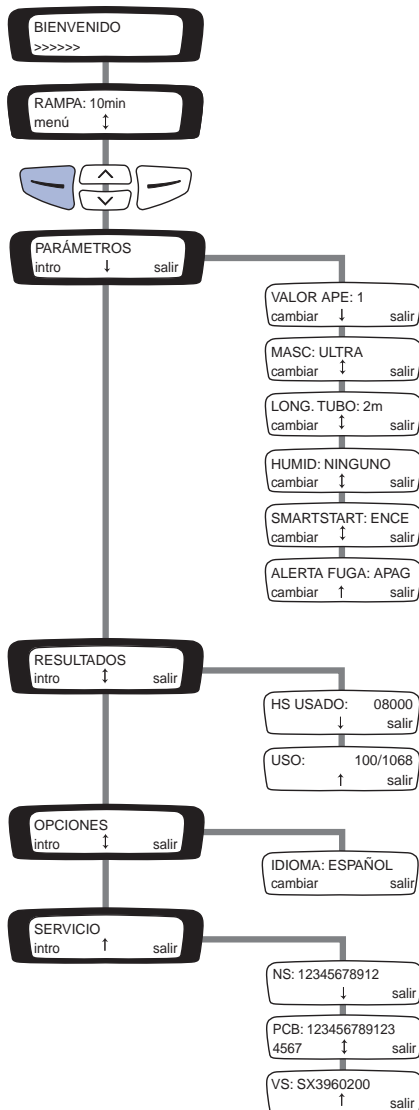 BIENVENIDO
>>>>>>
RAMPA: 10min
menú ↕
PARÁMETROS
intro ↓ salir
VALOR APE: 1
cambiar ↓ salir
MASC: ULTRA
cambiar ↕ salir
LONG. TUBO: 2m
cambiar ↕ salir
HUMID: NINGUNO
cambiar ↕ salir
SMARTSTART: ENCE
cambiar ↕ salir
ALERTA FUGA: APAG
cambiar ↑ salir
RESULTADOS
intro ↕ salir
HS USADO: 08000
↓ salir
USO: 100/1068
↑ salir
OPCIONES
intro ↕ salir
IDIOMA: ESPAÑOL
cambiar salir
SERVICIO
intro ↑ salir
NS: 12345678912
↓ salir
PCB: 123456789123
4567 ↕ salir
VS: SX3960200
↑ salir